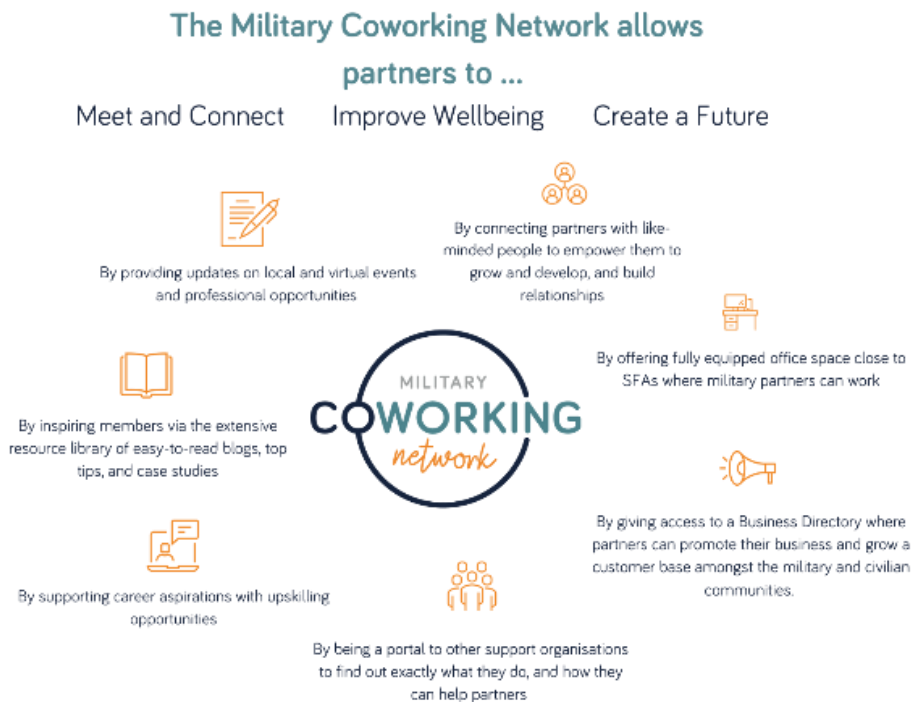 The Military Coworking Network allows
partners to ...
Meet and Connect Improve Wellbeing Create a Future
By connecting partners with like-
minded people to empower them to
grow and develop, and build
relationships
By providing updates on local and virtual events
and professional opportunities
By offering fully equipped office space close to
SFAs where military partners can work
MILITARY
COWORKING
network
By inspiring members via the extensive
resource library of easy-to-read blogs, top
tips, and case studies
By giving access to a Business Directory where
partners can promote their business and grow a
customer base amongst the military and civilian
communities.
By supporting career aspirations with upskilling
opportunities
By being a portal to other support organisations
to find out exactly what they do, and how they
can help partners